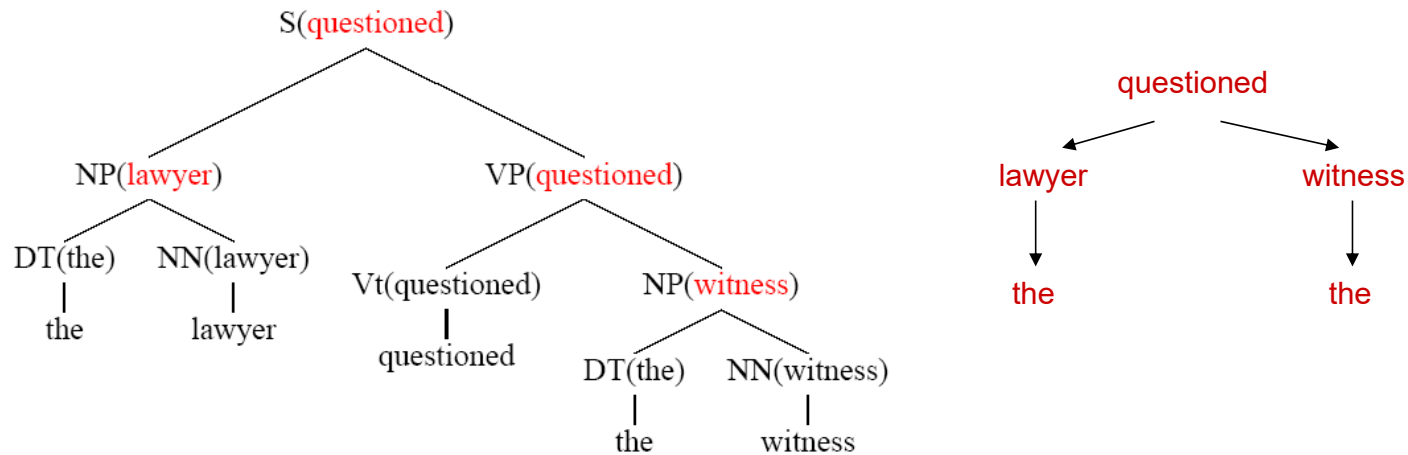 S(questioned)
NP(lawyer)
VP(questioned)
DT(the)
NN(lawyer)
Vt(questioned)
NP(witness)
the
lawyer
questioned
DT(the)
NN(witness)
the
witness
questioned
lawyer
witness
the
the